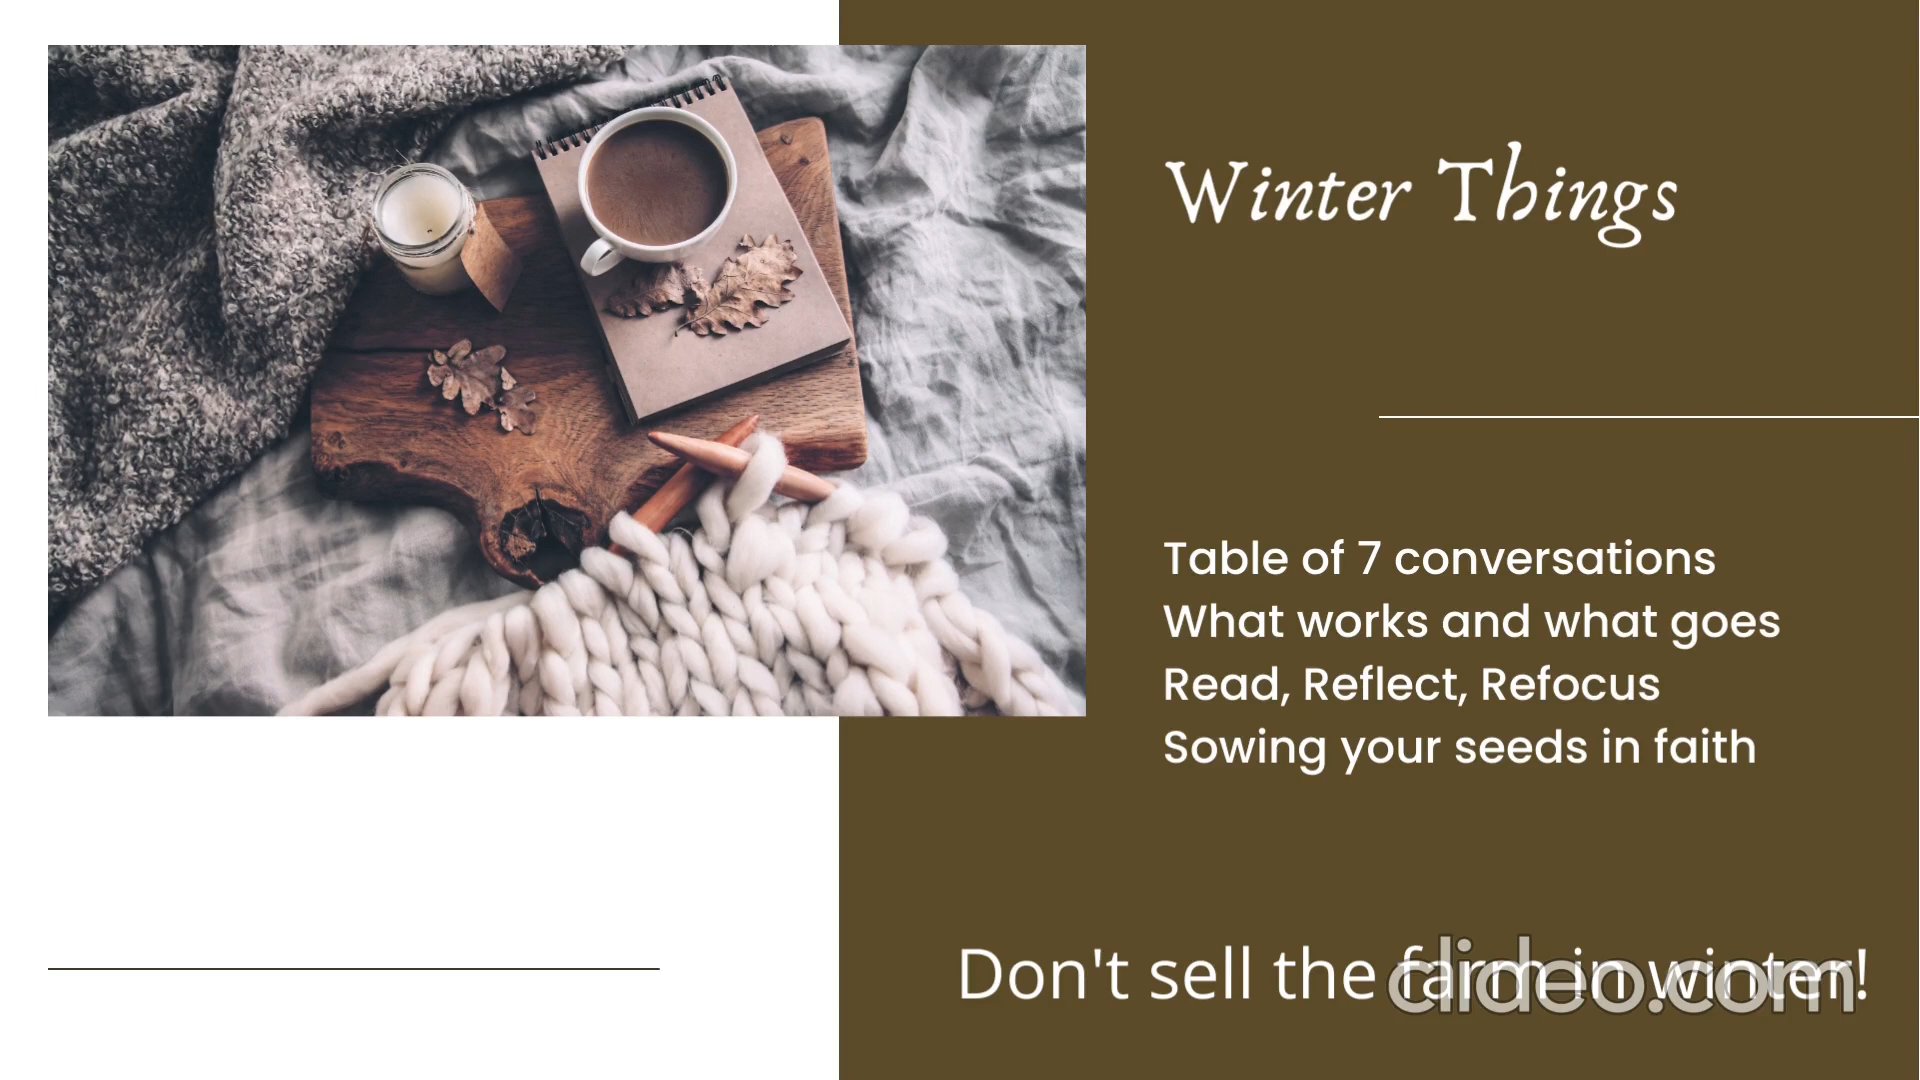 Winter Things
Table of 7 conversations
What works and what goes
Read, Reflect, Refocus
Sowing your seeds in faith
Don't sell the farm in winter!
clideo.com